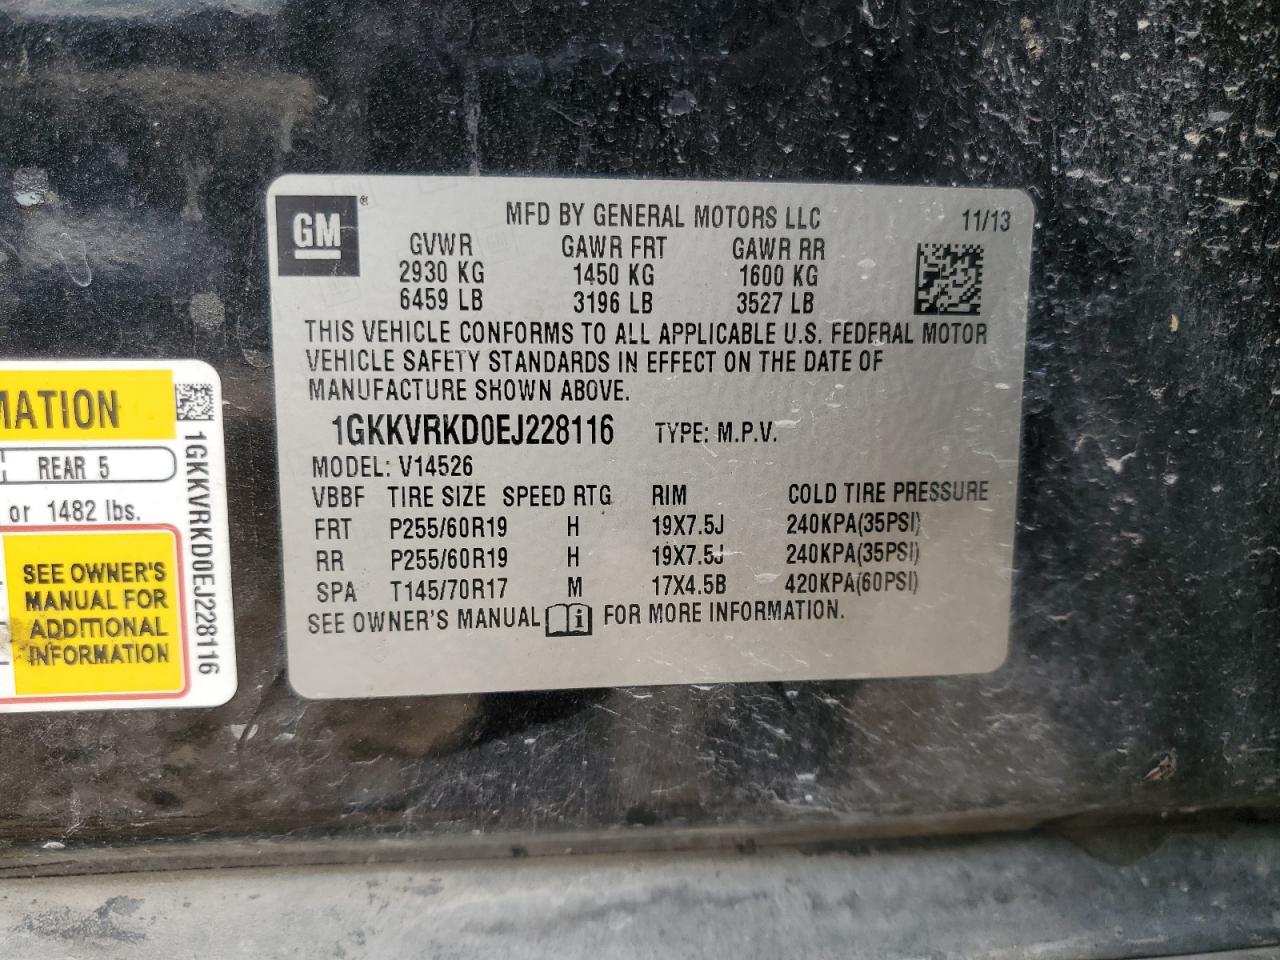 GM®
MFD BY GENERAL MOTORS LLC 11/13
GVWR GAWR FRT GAWR RR
2930 KG 1450 KG 1600 KG
6459 LB 3196 LB 3527 LB
THIS VEHICLE CONFORMS TO ALL APPLICABLE U.S. FEDERAL MOTOR
VEHICLE SAFETY STANDARDS IN EFFECT ON THE DATE OF
MANUFACTURE SHOWN ABOVE.
1GKKVRKD0EJ228116 TYPE: M.P.V.
MODEL: V14526
VBBF TIRE SIZE SPEED RTG RIM COLD TIRE PRESSURE
FRT P255/60R19 H 19X7.5J 240KPA(35PSI)
RR P255/60R19 H 19X7.5J 240KPA(35PSI)
SPA T145/70R17 M 17X4.5B 420KPA(60PSI)
SEE OWNER'S MANUAL i FOR MORE INFORMATION.
MATION
REAR 5
or 1482 lbs.
SEE OWNER'S
MANUAL FOR
ADDITIONAL
INFORMATION
1GKKVRKD0EJ228116